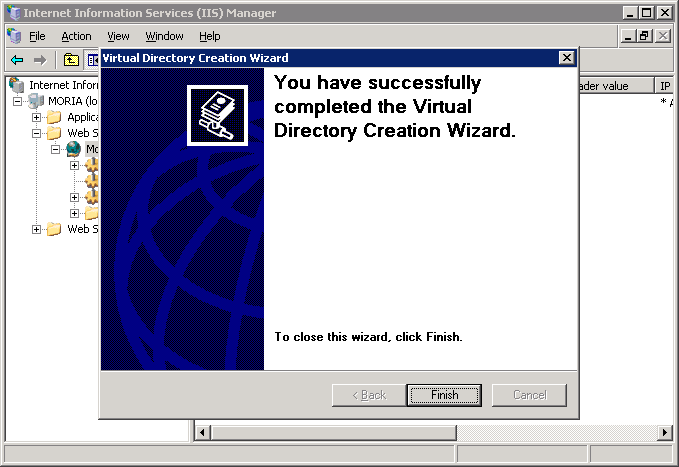 Internet Information Services (IIS) Manager
File Action View Window Help
Virtual Directory Creation Wizard
Internet Infor
MORIA (lo
Applica
Web S
Mo
Web S
ader value
IP
* A
You have successfully
completed the Virtual
Directory Creation Wizard.
To close this wizard, click Finish.
< Back
Finish
Cancel